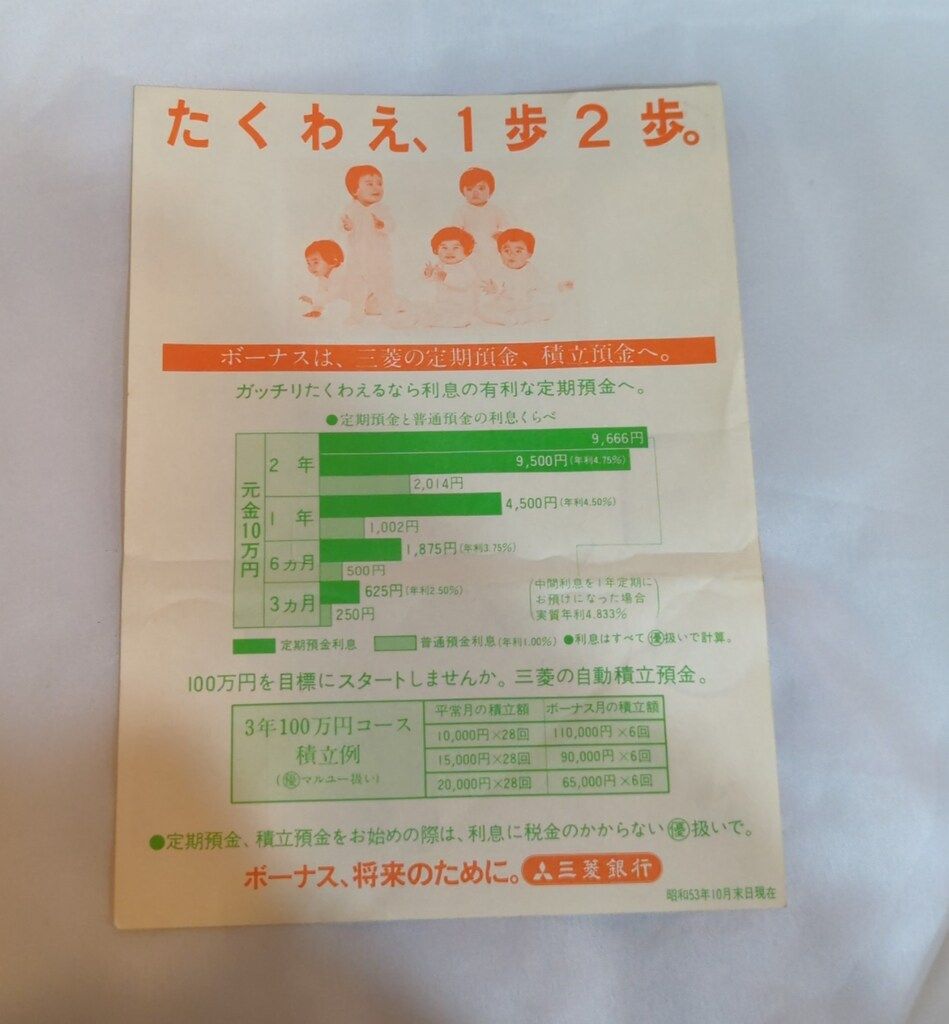 たくわえ、1歩2歩。
ボーナスは、三菱の定期預金、積立預金へ。
ガッチリたくわえるなら利息の有利な定期預金へ。
●定期預金と普通預金の利息くらべ
元金10万円
2年
9,666円
9,500円(年利4.75%)
2,014円
1年
4,500円(年利4.50%)
1,002円
6カ月
1,875円(年利3.75%)
500円
3カ月
625円(年利2.50%)
250円
(中間利息を1年定期に
お預けになった場合
実質年利4.833%)
定期預金利息 普通預金利息(年利1.00%) ●利息はすべて㊝扱いで計算。
100万円を目標にスタートしませんか。三菱の自動積立預金。
3年100万円コース
積立例
(㊝マルユー扱い)
平常月の積立額 ボーナス月の積立額
10,000円×28回 110,000円×6回
15,000円×28回 90,000円×6回
20,000円×28回 65,000円×6回
●定期預金、積立預金をお始めの際は、利息に税金のかからない㊝扱いで。
ボーナス、将来のために。三菱銀行
昭和53年10月末日現在